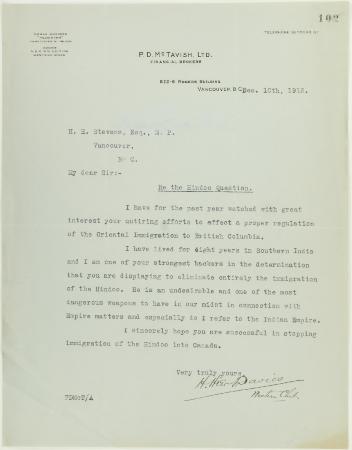 102
TELEPHONE SEYMOUR
P. D. McTAVISH, LTD.
FINANCIAL BROKERS
ROGERS BUILDING
VANCOUVER, B.C. Dec. 10th, 1912.
H. H. Stevens, Esq., M. P.
Vancouver,
B. C.
My dear Sir:-
Re the Hindoo Question.
I have for the past year watched with great
interest your untiring efforts to effect a proper regulation
of the Oriental Immigration to British Columbia.
I have lived for eight years in Southern India
and I am one of your strongest backers in the determination
that you are displaying to eliminate entirely the immigration
of the Hindoo. He is an undesirable and one of the most
dangerous weapons to have in our midst in connection with
Empire matters and especially is I refer to the Indian Empire.
I sincerely hope you are successful in stopping
immigration of the Hindoo into Canada.
Very truly yours,
Davies
Western Club.